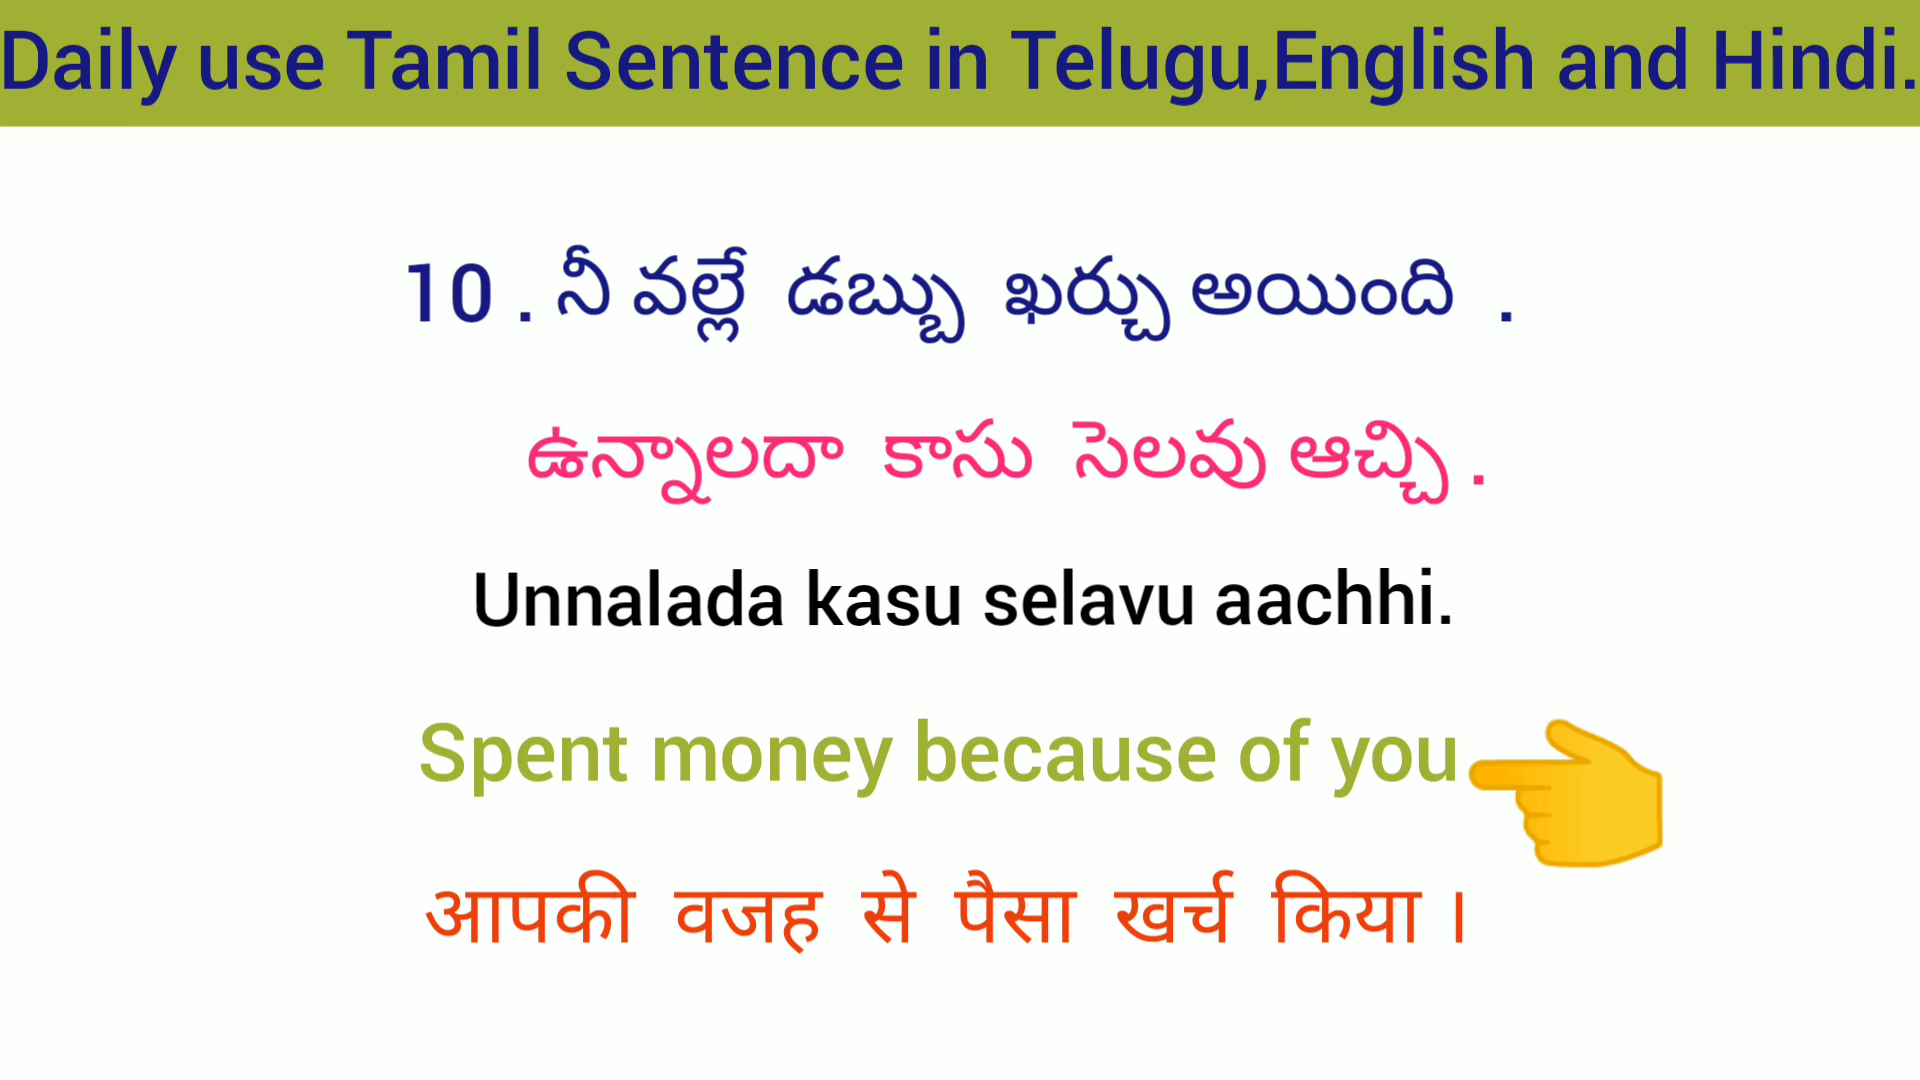 Daily use Tamil Sentence in Telugu,English and Hindi.
10 . నీ వల్లే డబ్బు ఖర్చు అయింది .
ఉన్నాలదా కాసు సెలవు ఆచ్చి .
Unnalada kasu selavu aachhi.
Spent money because of you
आपकी वजह से पैसा खर्च किया ।